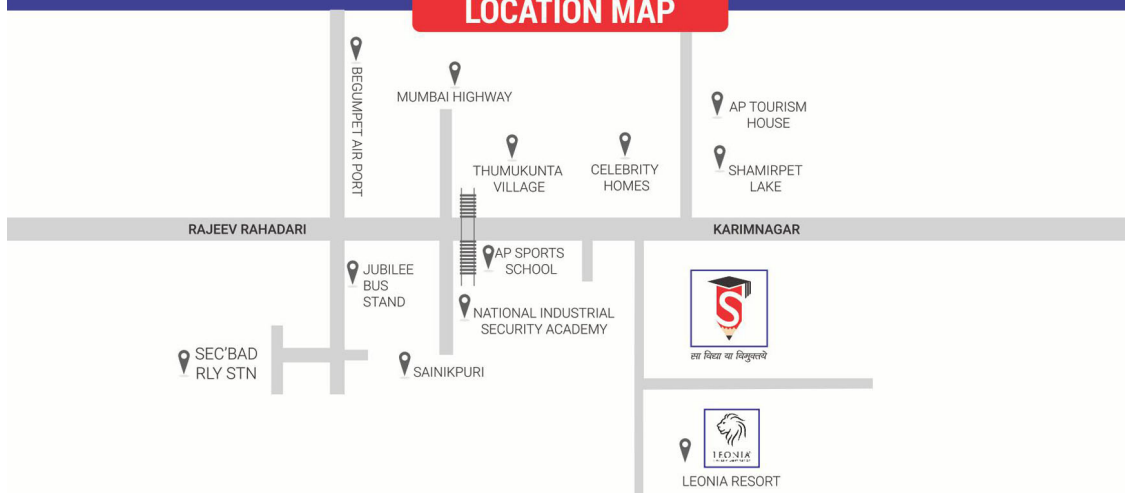 LOCATION MAP
BEGUMPET AIR PORT
MUMBAI HIGHWAY
THUMUKUNTA
VILLAGE
CELEBRITY
HOMES
AP TOURISM
HOUSE
SHAMIRPET
LAKE
RAJEEV RAHADARI
KARIMNAGAR
JUBILEE
BUS
STAND
AP SPORTS
SCHOOL
NATIONAL INDUSTRIAL
SECURITY ACADEMY
SEC'BAD
RLY STN
SAINIKPURI
S
सा विद्या या विमुक्तये
LEONIA
LEONIA RESORT